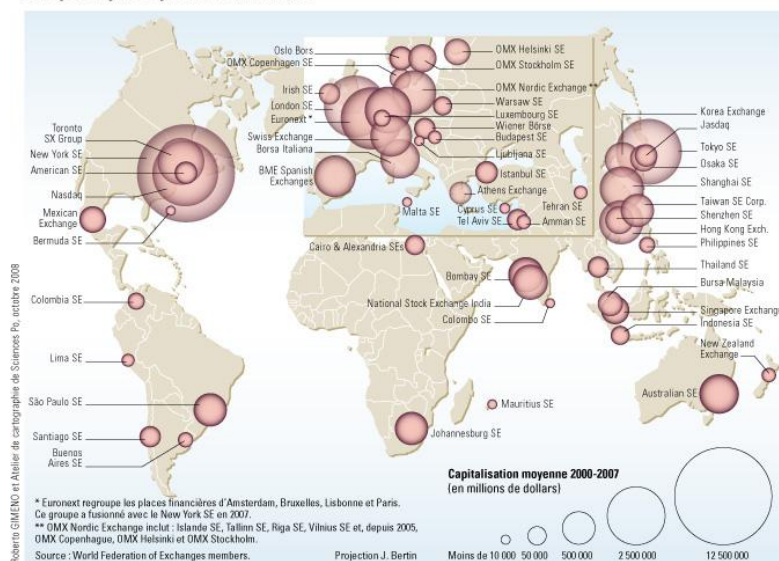 Oslo Bors
OMX Copenhagen SE
Irish SE
London SE
Euronext *
Swiss Exchange
Borsa Italiana
BME Spanish
Exchanges
OMX Helsinki SE
OMX Stockholm SE
OMX Nordic Exchange **
Warsaw SE
Luxembourg SE
Wiener Börse
Budapest SE
Ljubljana SE
Istanbul SE
Athens Exchange
Tehran SE
Malta SE
Cyprus SE
Tel Aviv SE
Amman SE
Toronto
SX Group
New York SE
American SE
Nasdaq
Mexican
Exchange
Bermuda SE
Korea Exchange
Jasdaq
Tokyo SE
Osaka SE
Shanghai SE
Taiwan SE Corp.
Shenzhen SE
Hong Kong Exch.
Philippines SE
Thailand SE
Bursa Malaysia
Singapore Exchange
Indonesia SE
New Zealand
Exchange
Australian SE
Cairo & Alexandria SEs
Bombay SE
National Stock Exchange India
Colombo SE
Colombia SE
Lima SE
São Paulo SE
Santiago SE
Buenos
Aires SE
Mauritius SE
Johannesburg SE
Roberto GIMENO et Atelier de cartographie de Sciences Po, octobre 2008
* Euronext regroupe les places financières d'Amsterdam, Bruxelles, Lisbonne et Paris.
Ce groupe a fusionné avec le New York SE en 2007.
** OMX Nordic Exchange inclut : Islande SE, Tallinn SE, Riga SE, Vilnius SE et, depuis 2005,
OMX Copenhague, OMX Helsinki et OMX Stockholm.
Source : World Federation of Exchanges members.
Projection J. Bertin
Capitalisation moyenne 2000-2007
(en millions de dollars)
Moins de 10 000 50 000 500 000 2 500 000 12 500 000